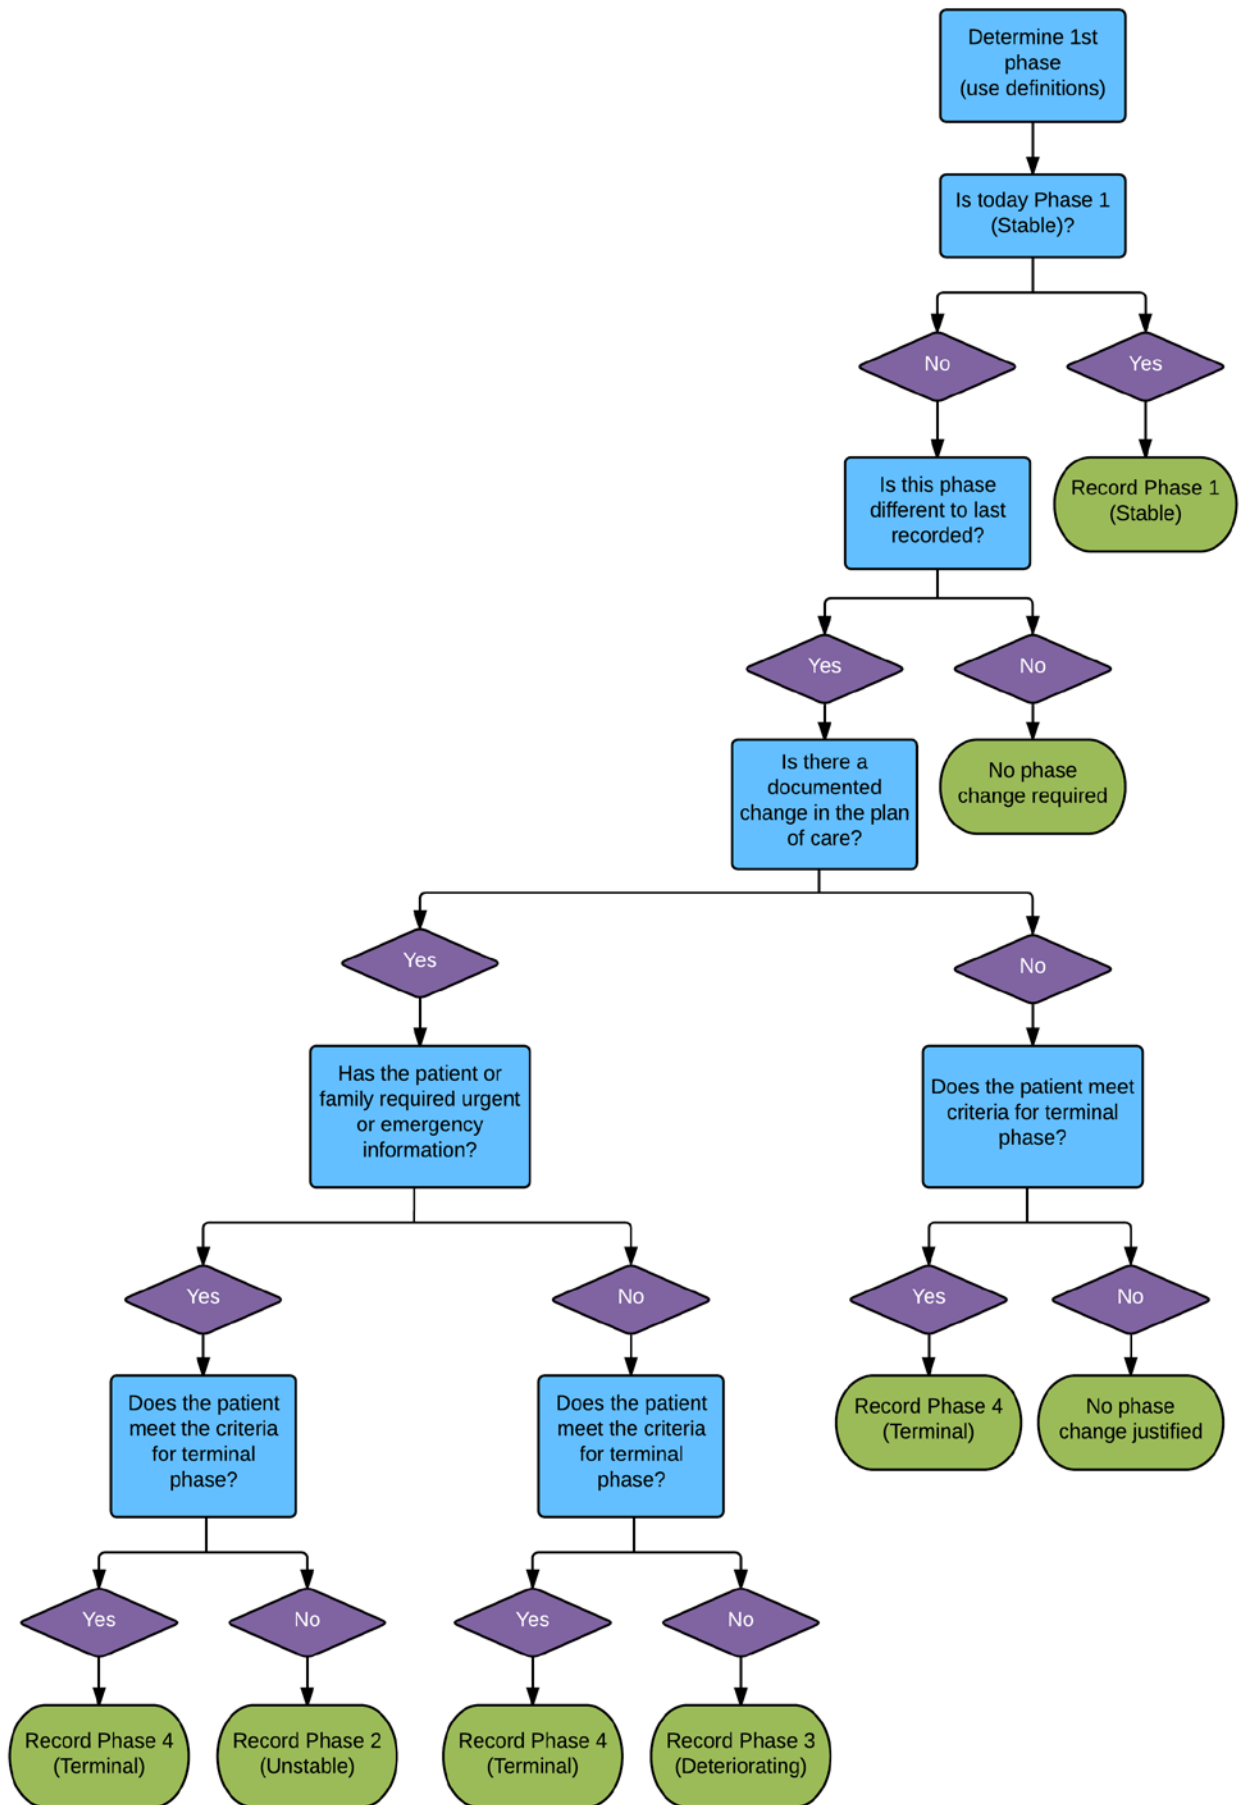 Determine 1st
phase
(use definitions)
Is today Phase 1
(Stable)?
No
Yes
Is this phase
different to last
recorded?
Record Phase 1
(Stable)
Yes
No
Is there a
documented
change in the plan
of care?
No phase
change required
Yes
No
Has the patient or
family required urgent
or emergency
information?
Does the patient meet
criteria for terminal
phase?
Yes
No
Yes
No
Does the patient
meet the criteria
for terminal
phase?
Does the patient
meet the criteria
for terminal
phase?
Record Phase 4
(Terminal)
No phase
change justified
Yes
No
Yes
No
Record Phase 4
(Terminal)
Record Phase 2
(Unstable)
Record Phase 4
(Terminal)
Record Phase 3
(Deteriorating)